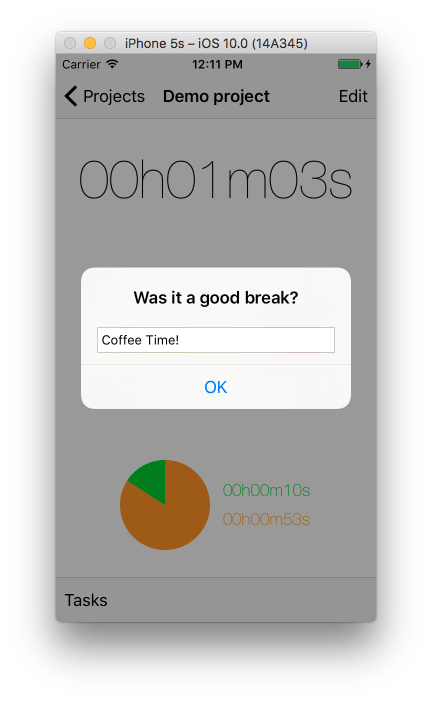 iPhone 5s – iOS 10.0 (14A345)
Carrier 12:11 PM
Projects Demo project Edit
00h01m03s
Was it a good break?
Coffee Time!
OK
00h00m10s
00h00m53s
Tasks